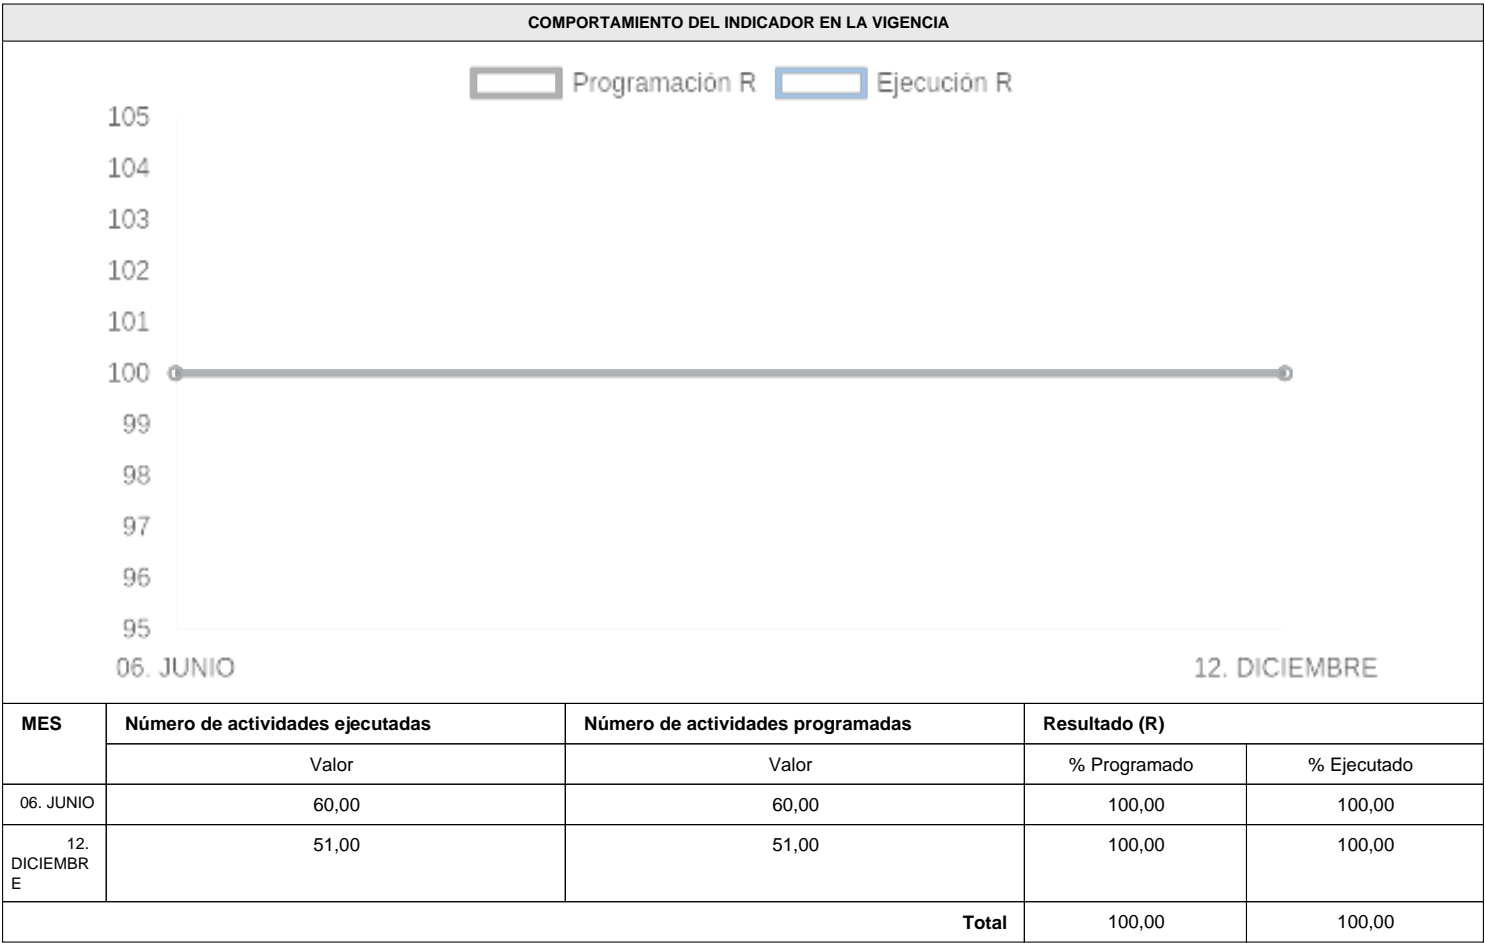 COMPORTAMIENTO DEL INDICADOR EN LA VIGENCIA
Programación R Ejecución R
105
104
103
102
101
100
99
98
97
96
95
06. JUNIO 12. DICIEMBRE
MES Número de actividades ejecutadas Número de actividades programadas Resultado (R)
Valor Valor % Programado % Ejecutado
06. JUNIO 60,00 60,00 100,00 100,00
12. 51,00 51,00 100,00 100,00
DICIEMBR
E
Total 100,00 100,00